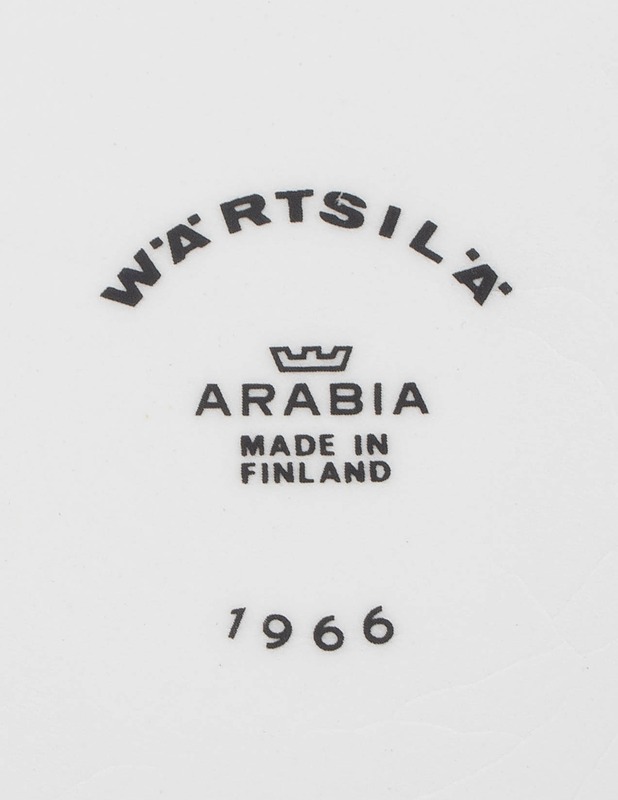 WÄRTSILÄ
ARABIA
MADE IN
FINLAND
1966